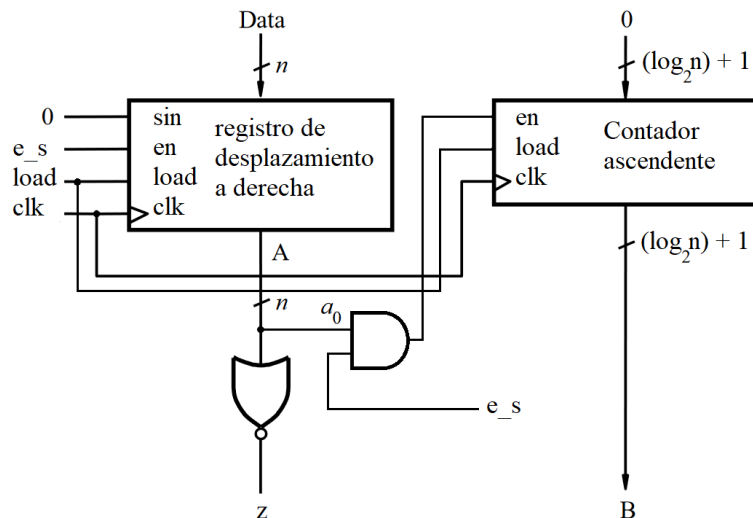 Data
n
0
(log2n) + 1
0
e_s
load
clk
sin
en
load
clk
registro de
desplazamiento
a derecha
en
load
clk
Contador
ascendente
A
n
(log2n) + 1
a0
e_s
z
B